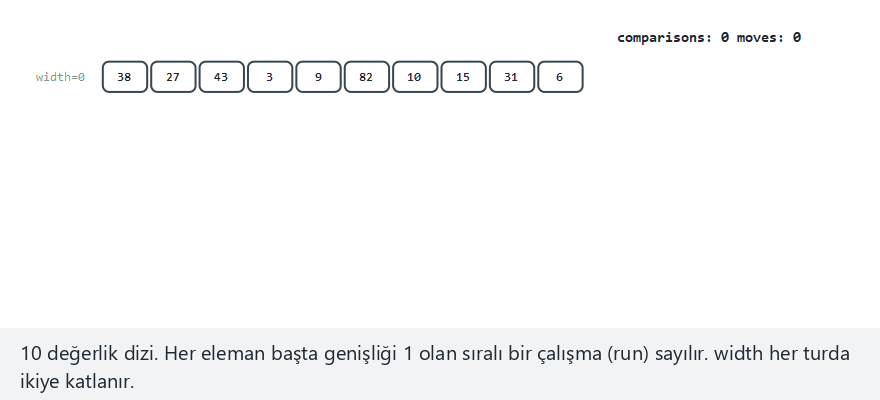 comparisons: 0 moves: 0
width=0 38 27 43 3 9 82 10 15 31 6
10 değerlik dizi. Her eleman başta genişliği 1 olan sıralı bir çalışma (run) sayılır. width her turda
ikiye katlanır.